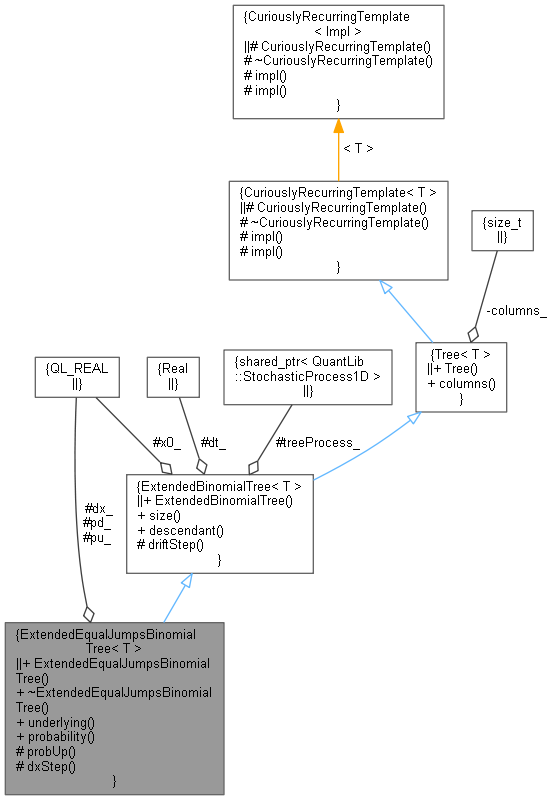 {CuriouslyRecurringTemplate
< Impl >
||# CuriouslyRecurringTemplate()
# ~CuriouslyRecurringTemplate()
# impl()
# impl()
}
< T >
{CuriouslyRecurringTemplate< T >
||# CuriouslyRecurringTemplate()
# ~CuriouslyRecurringTemplate()
# impl()
# impl()
}
{size_t
||}
-columns_
{Tree< T >
||+ Tree()
+ columns()
}
{QL_REAL
||}
{Real
||}
{shared_ptr< QuantLib
::StochasticProcess1D >
||}
#x0_
#dt_
#treeProcess_
{ExtendedBinomialTree< T >
||+ ExtendedBinomialTree()
+ size()
+ descendant()
# driftStep()
}
#dx_
#pd_
#pu_
{ExtendedEqualJumpsBinomial
Tree< T >
||+ ExtendedEqualJumpsBinomial
Tree()
+ ~ExtendedEqualJumpsBinomial
Tree()
+ underlying()
+ probability()
# probUp()
# dxStep()
}